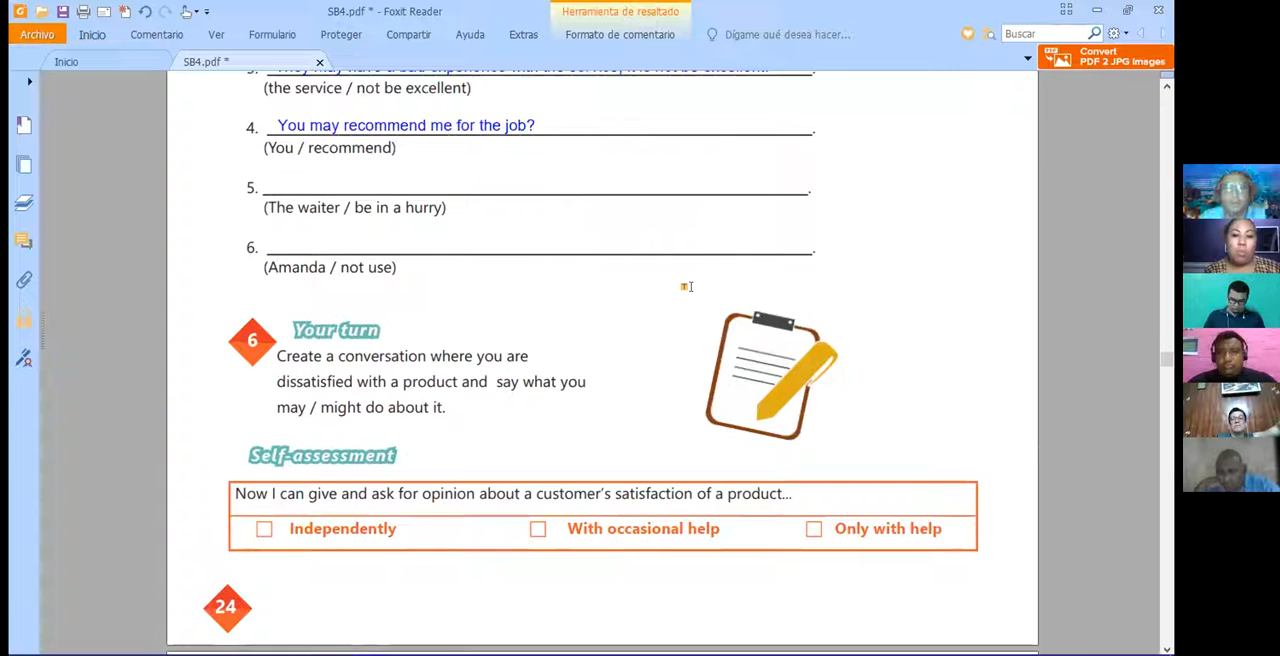 SB4.pdf * - Foxit Reader
Herramienta de resaltado
Archivo Inicio Comentario Ver Formulario Proteger Compartir Ayuda Extras Formato de comentario Dígame qué desea hacer... Buscar
Inicio SB4.pdf *
Convert
PDF 2 JPG Images
(the service / not be excellent)
4. You may recommend me for the job? .
(You / recommend)
5. .
(The waiter / be in a hurry)
6. .
(Amanda / not use)
6 Your turn
Create a conversation where you are
dissatisfied with a product and say what you
may / might do about it.
Self-assessment
Now I can give and ask for opinion about a customer's satisfaction of a product...
Independently With occasional help Only with help
24